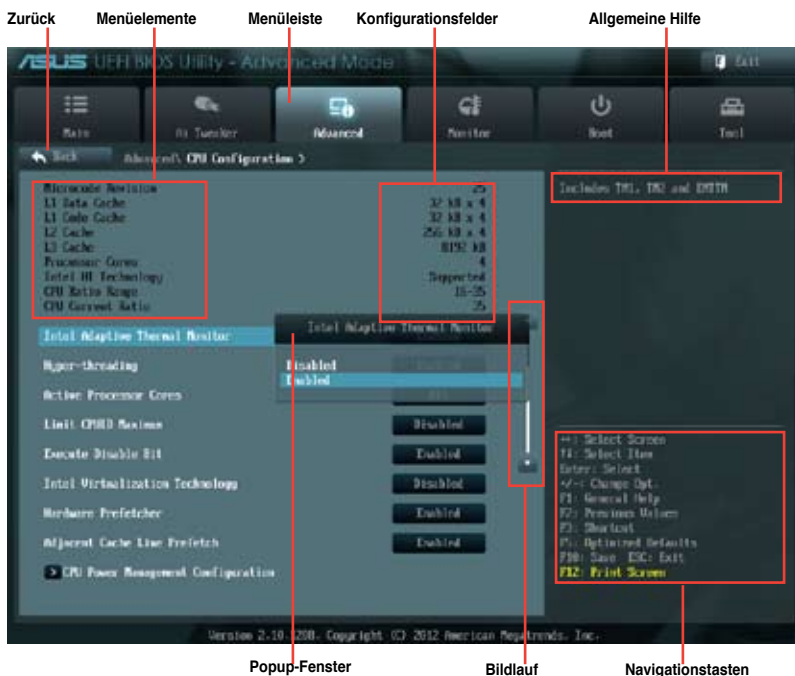 Zurück Menüelemente Menüleiste Konfigurationsfelder Allgemeine Hilfe
ASUS UEFI BIOS Utility - Advanced Mode Exit
Main Ai Tweaker Advanced Monitor Boot Tool
Back Advanced\ CPU Configuration >
Microcode Revision 25
L1 Data Cache 32 kB x 4
L1 Code Cache 32 kB x 4
L2 Cache 256 kB x 4
L3 Cache 8192 kB
Processor Cores 4
Intel HT Technology Supported
CPU Ratio Range 16-35
CPU Current Ratio 35
Includes TM1, TM2 and EMTTM
Intel Adaptive Thermal Monitor
Intel Adaptive Thermal Monitor
Disabled
Enabled
Hyper-threading
Active Processor Cores
Limit CPUID Maximum Disabled
Execute Disable Bit Enabled
Intel Virtualization Technology Disabled
Hardware Prefetcher Enabled
Adjacent Cache Line Prefetch Enabled
> CPU Power Management Configuration
→←: Select Screen
↑↓: Select Item
Enter: Select
+/-: Change Opt.
F1: General Help
F2: Previous Values
F3: Shortcut
F5: Optimized Defaults
F10: Save ESC: Exit
F12: Print Screen
Version 2.10.1208. Copyright (C) 2012 American Megatrends, Inc.
Popup-Fenster Bildlauf Navigationstasten